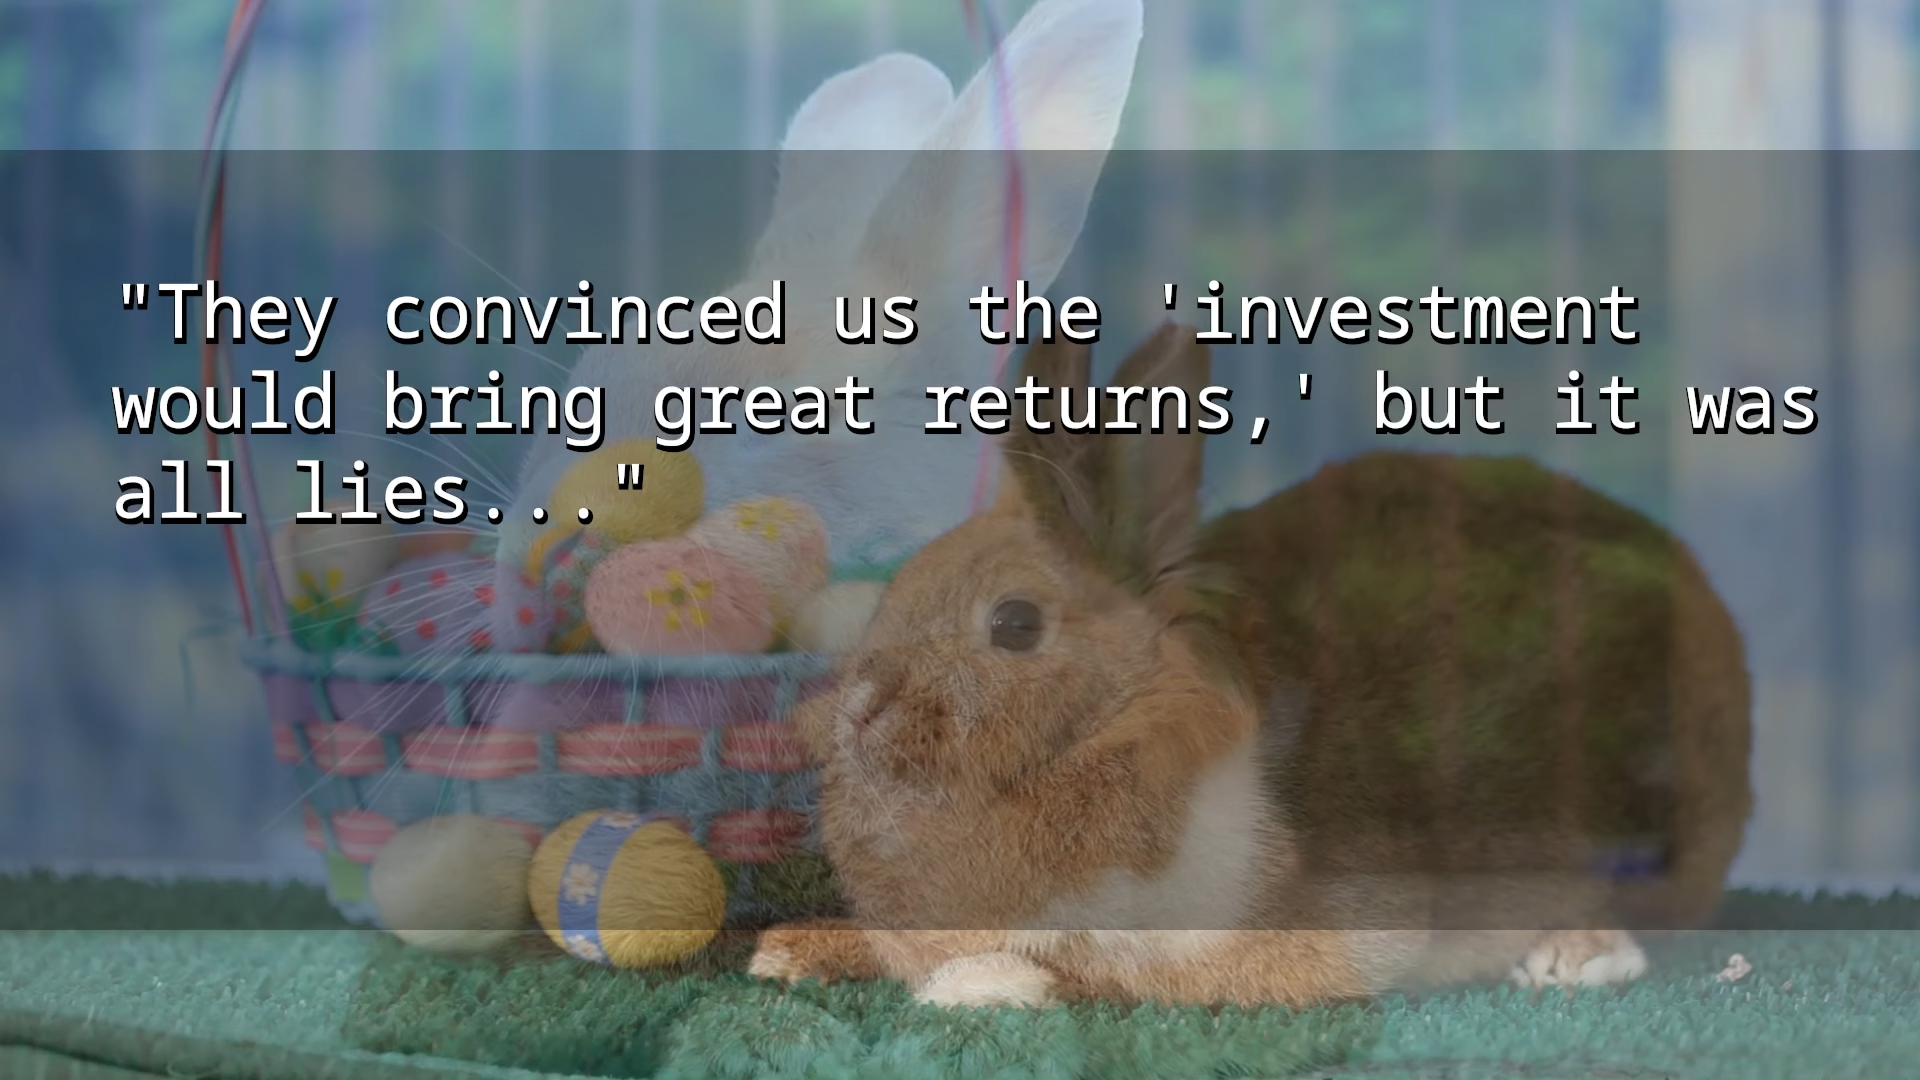 "They convinced us the 'investment
would bring great returns,' but it was
all lies..."